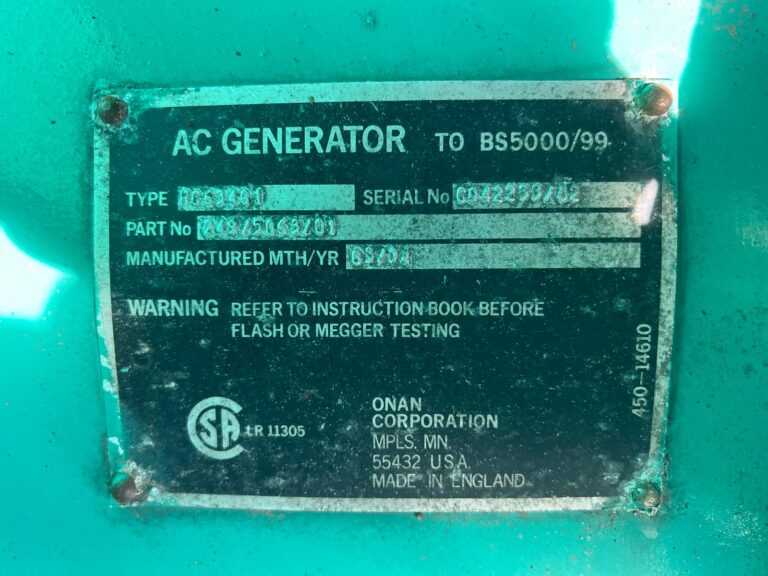 AC GENERATOR TO BS5000/99
TYPE SERIAL No
PART No
MANUFACTURED MTH/YR
WARNING REFER TO INSTRUCTION BOOK BEFORE
FLASH OR MEGGER TESTING
450-14610
SA LR 11305
ONAN
CORPORATION
MPLS. MN.
55432 U.S.A.
MADE IN ENGLAND